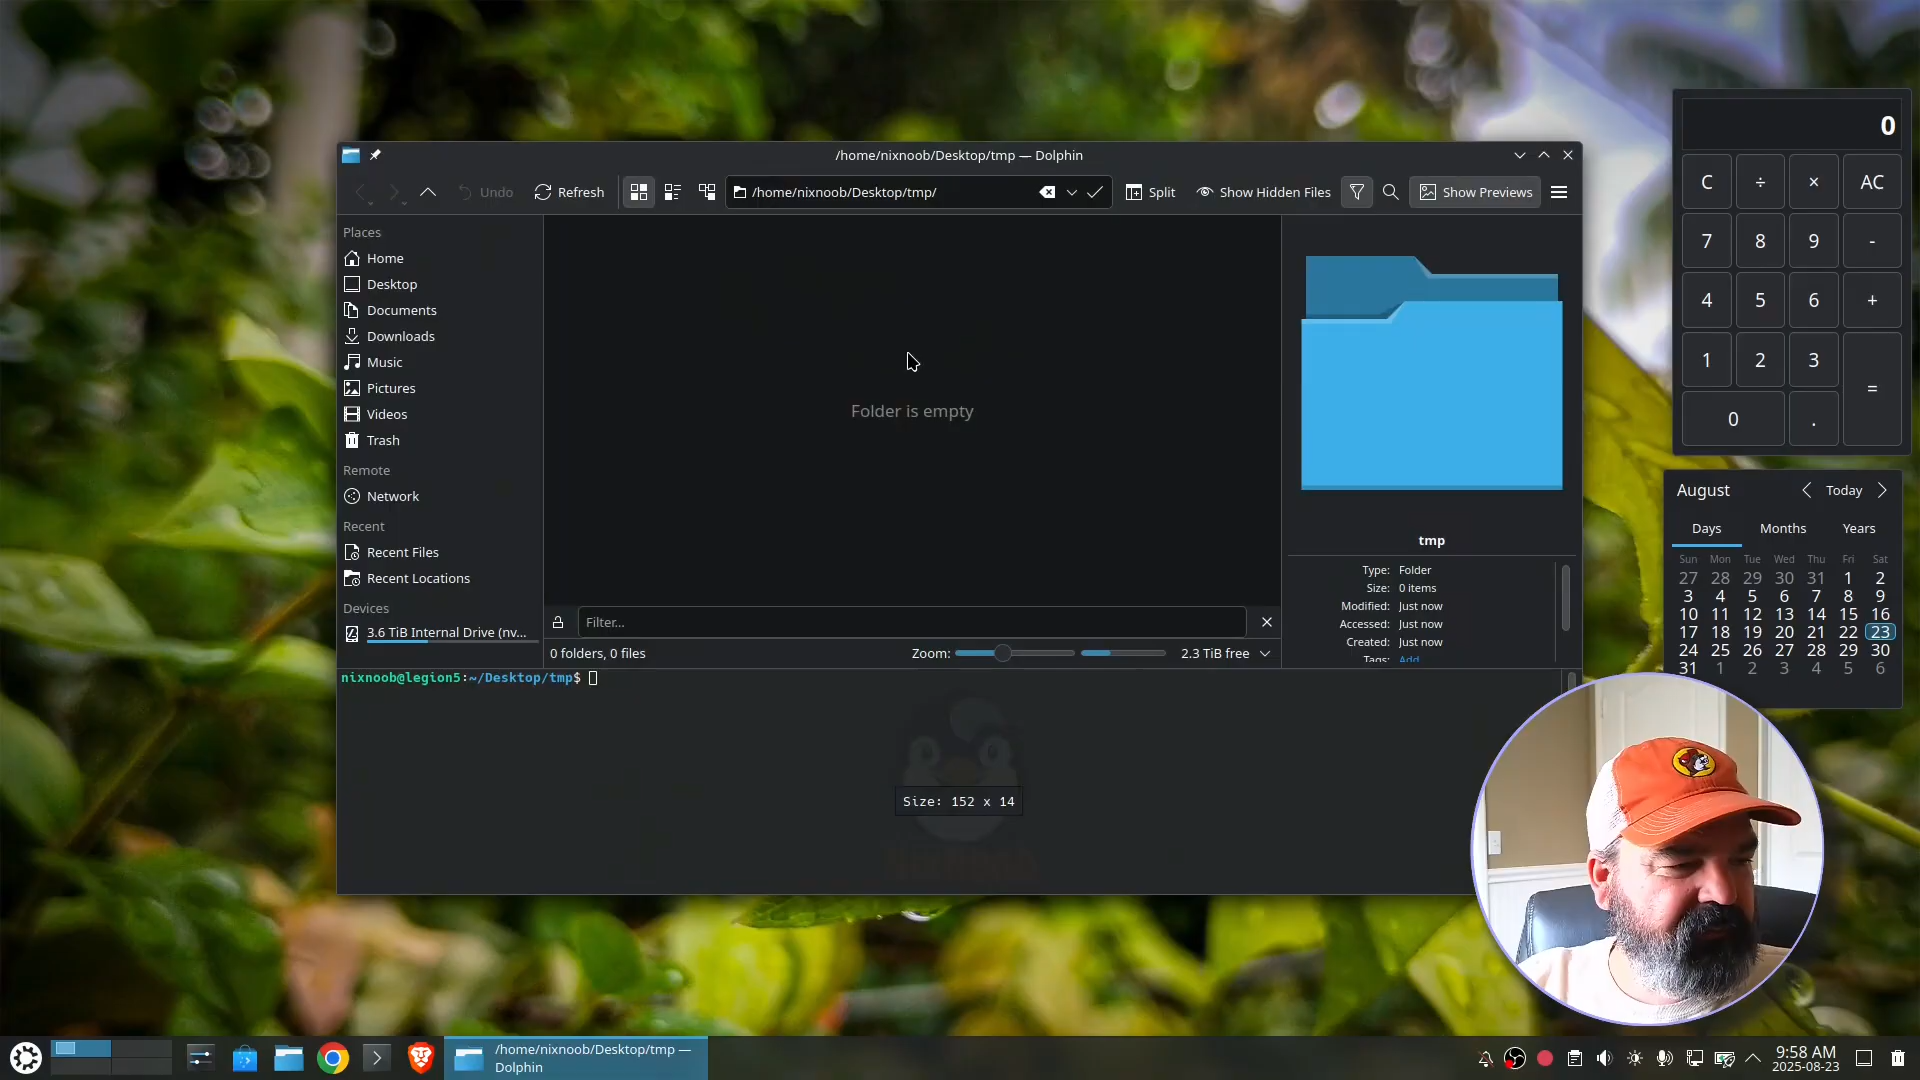 /home/nixnoob/Desktop/tmp — Dolphin
Undo
Refresh
/home/nixnoob/Desktop/tmp/
Split
Show Hidden Files
Show Previews
Places
Home
Desktop
Documents
Downloads
Music
Pictures
Videos
Trash
Remote
Network
Recent
Recent Files
Recent Locations
Devices
3.6 TiB Internal Drive (nv...
Folder is empty
Filter...
0 folders, 0 files
Zoom:
2.3 TiB free
tmp
Type: Folder
Size: 0 items
Modified: Just now
Accessed: Just now
Created: Just now
Tags: Add
nixnoob@legion5:~/Desktop/tmp$
Size: 152 x 14
0
C ÷ × AC
7 8 9 -
4 5 6 +
1 2 3 =
0 .
August
Today
Days Months Years
Sun Mon Tue Wed Thu Fri Sat
27 28 29 30 31 1 2
3 4 5 6 7 8 9
10 11 12 13 14 15 16
17 18 19 20 21 22 23
24 25 26 27 28 29 30
31 1 2 3 4 5 6
/home/nixnoob/Desktop/tmp —
Dolphin
9:58 AM
2025-08-23